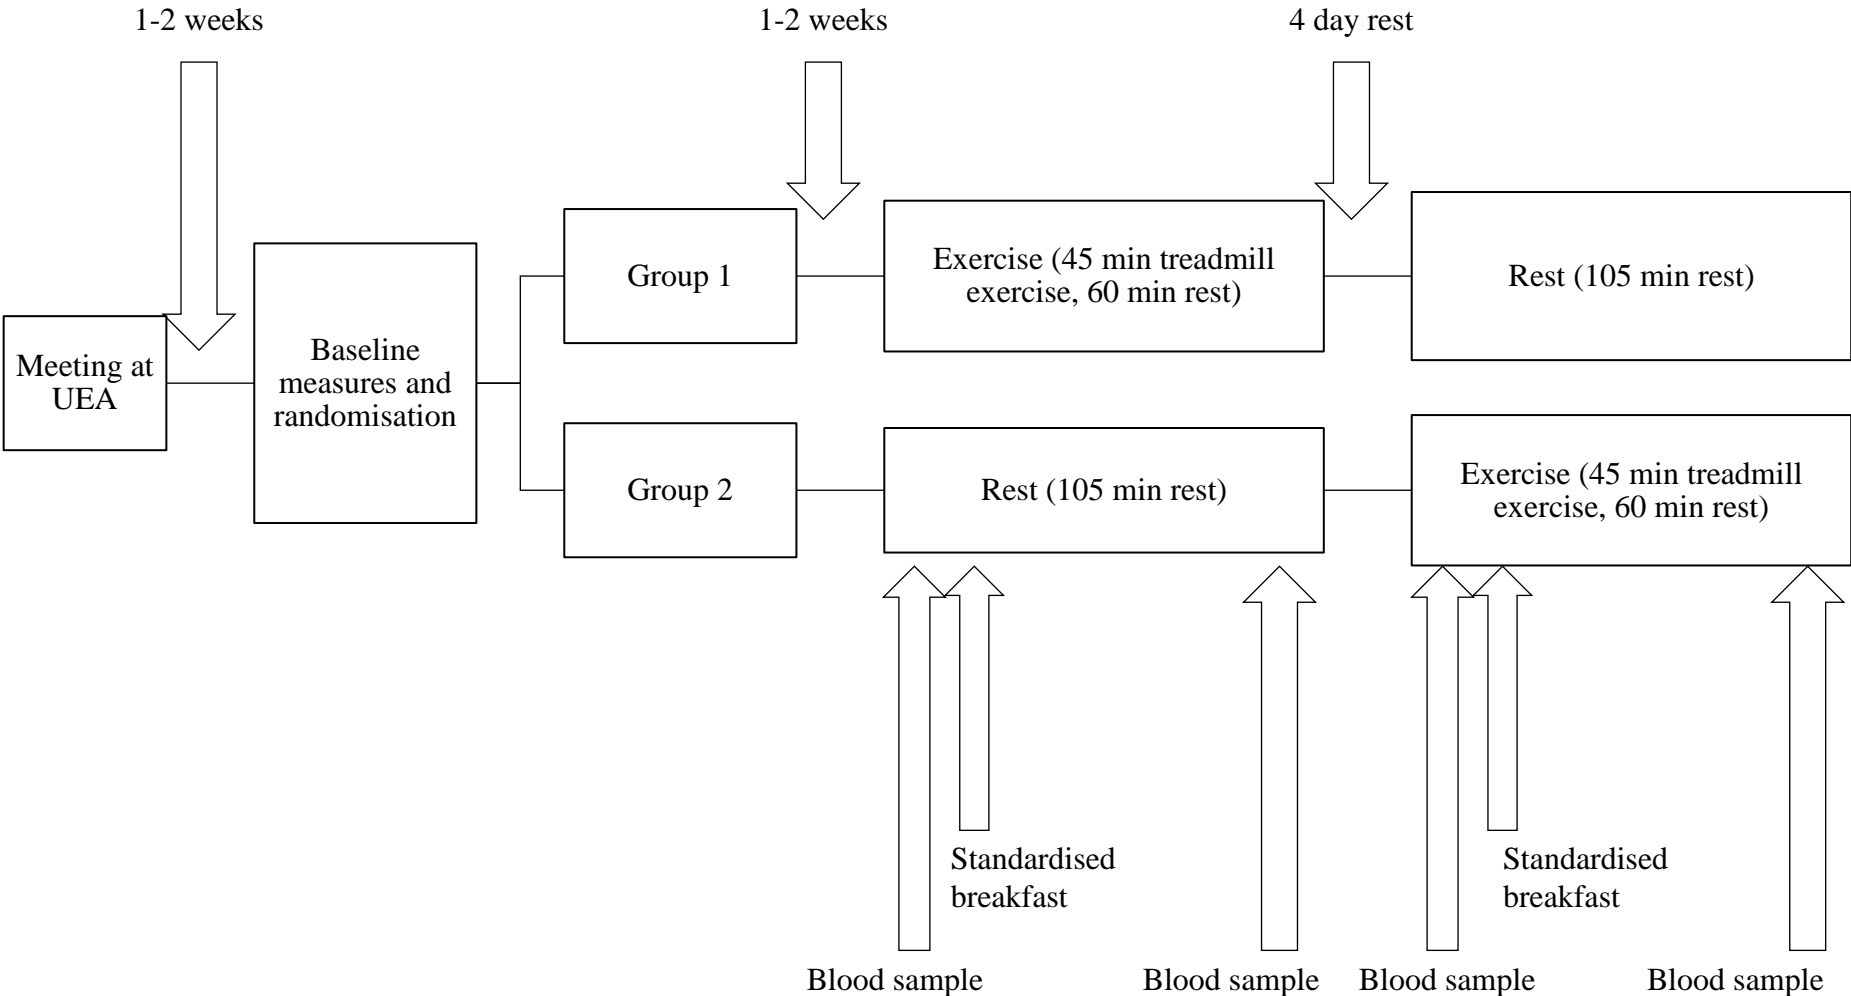 1-2 weeks
1-2 weeks
4 day rest
Meeting at
UEA
Baseline
measures and
randomisation
Group 1
Exercise (45 min treadmill
exercise, 60 min rest)
Rest (105 min rest)
Group 2
Rest (105 min rest)
Exercise (45 min treadmill
exercise, 60 min rest)
Standardised
breakfast
Standardised
breakfast
Blood sample
Blood sample
Blood sample
Blood sample